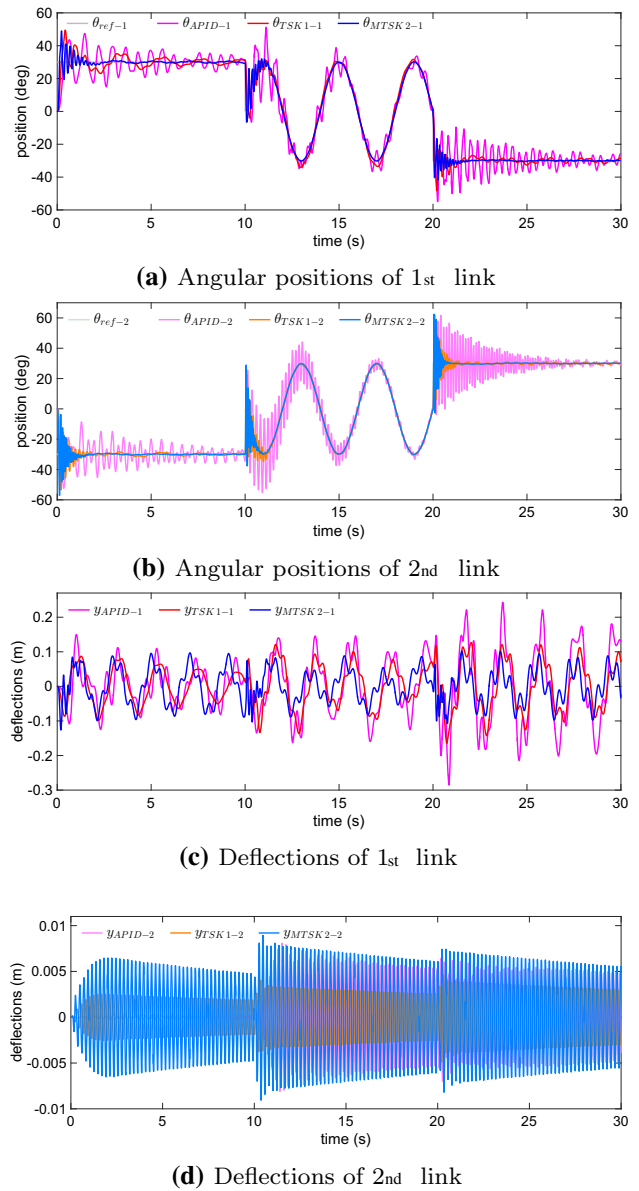 θref−1 θAPID−1 θTSK1−1 θMTSK2−1
position (deg)
60
40
20
0
-20
-40
-60
0 5 10 15 20 25 30
time (s)
(a) Angular positions of 1st link
θref−2 θAPID−2 θTSK1−2 θMTSK2−2
position (deg)
60
40
20
0
-20
-40
-60
0 5 10 15 20 25 30
time (s)
(b) Angular positions of 2nd link
yAPID−1 yTSK1−1 yMTSK2−1
deflections (m)
0.2
0.1
0
-0.1
-0.2
-0.3
0 5 10 15 20 25 30
time (s)
(c) Deflections of 1st link
yAPID−2 yTSK1−2 yMTSK2−2
deflections (m)
0.01
0.005
0
-0.005
-0.01
0 5 10 15 20 25 30
time (s)
(d) Deflections of 2nd link